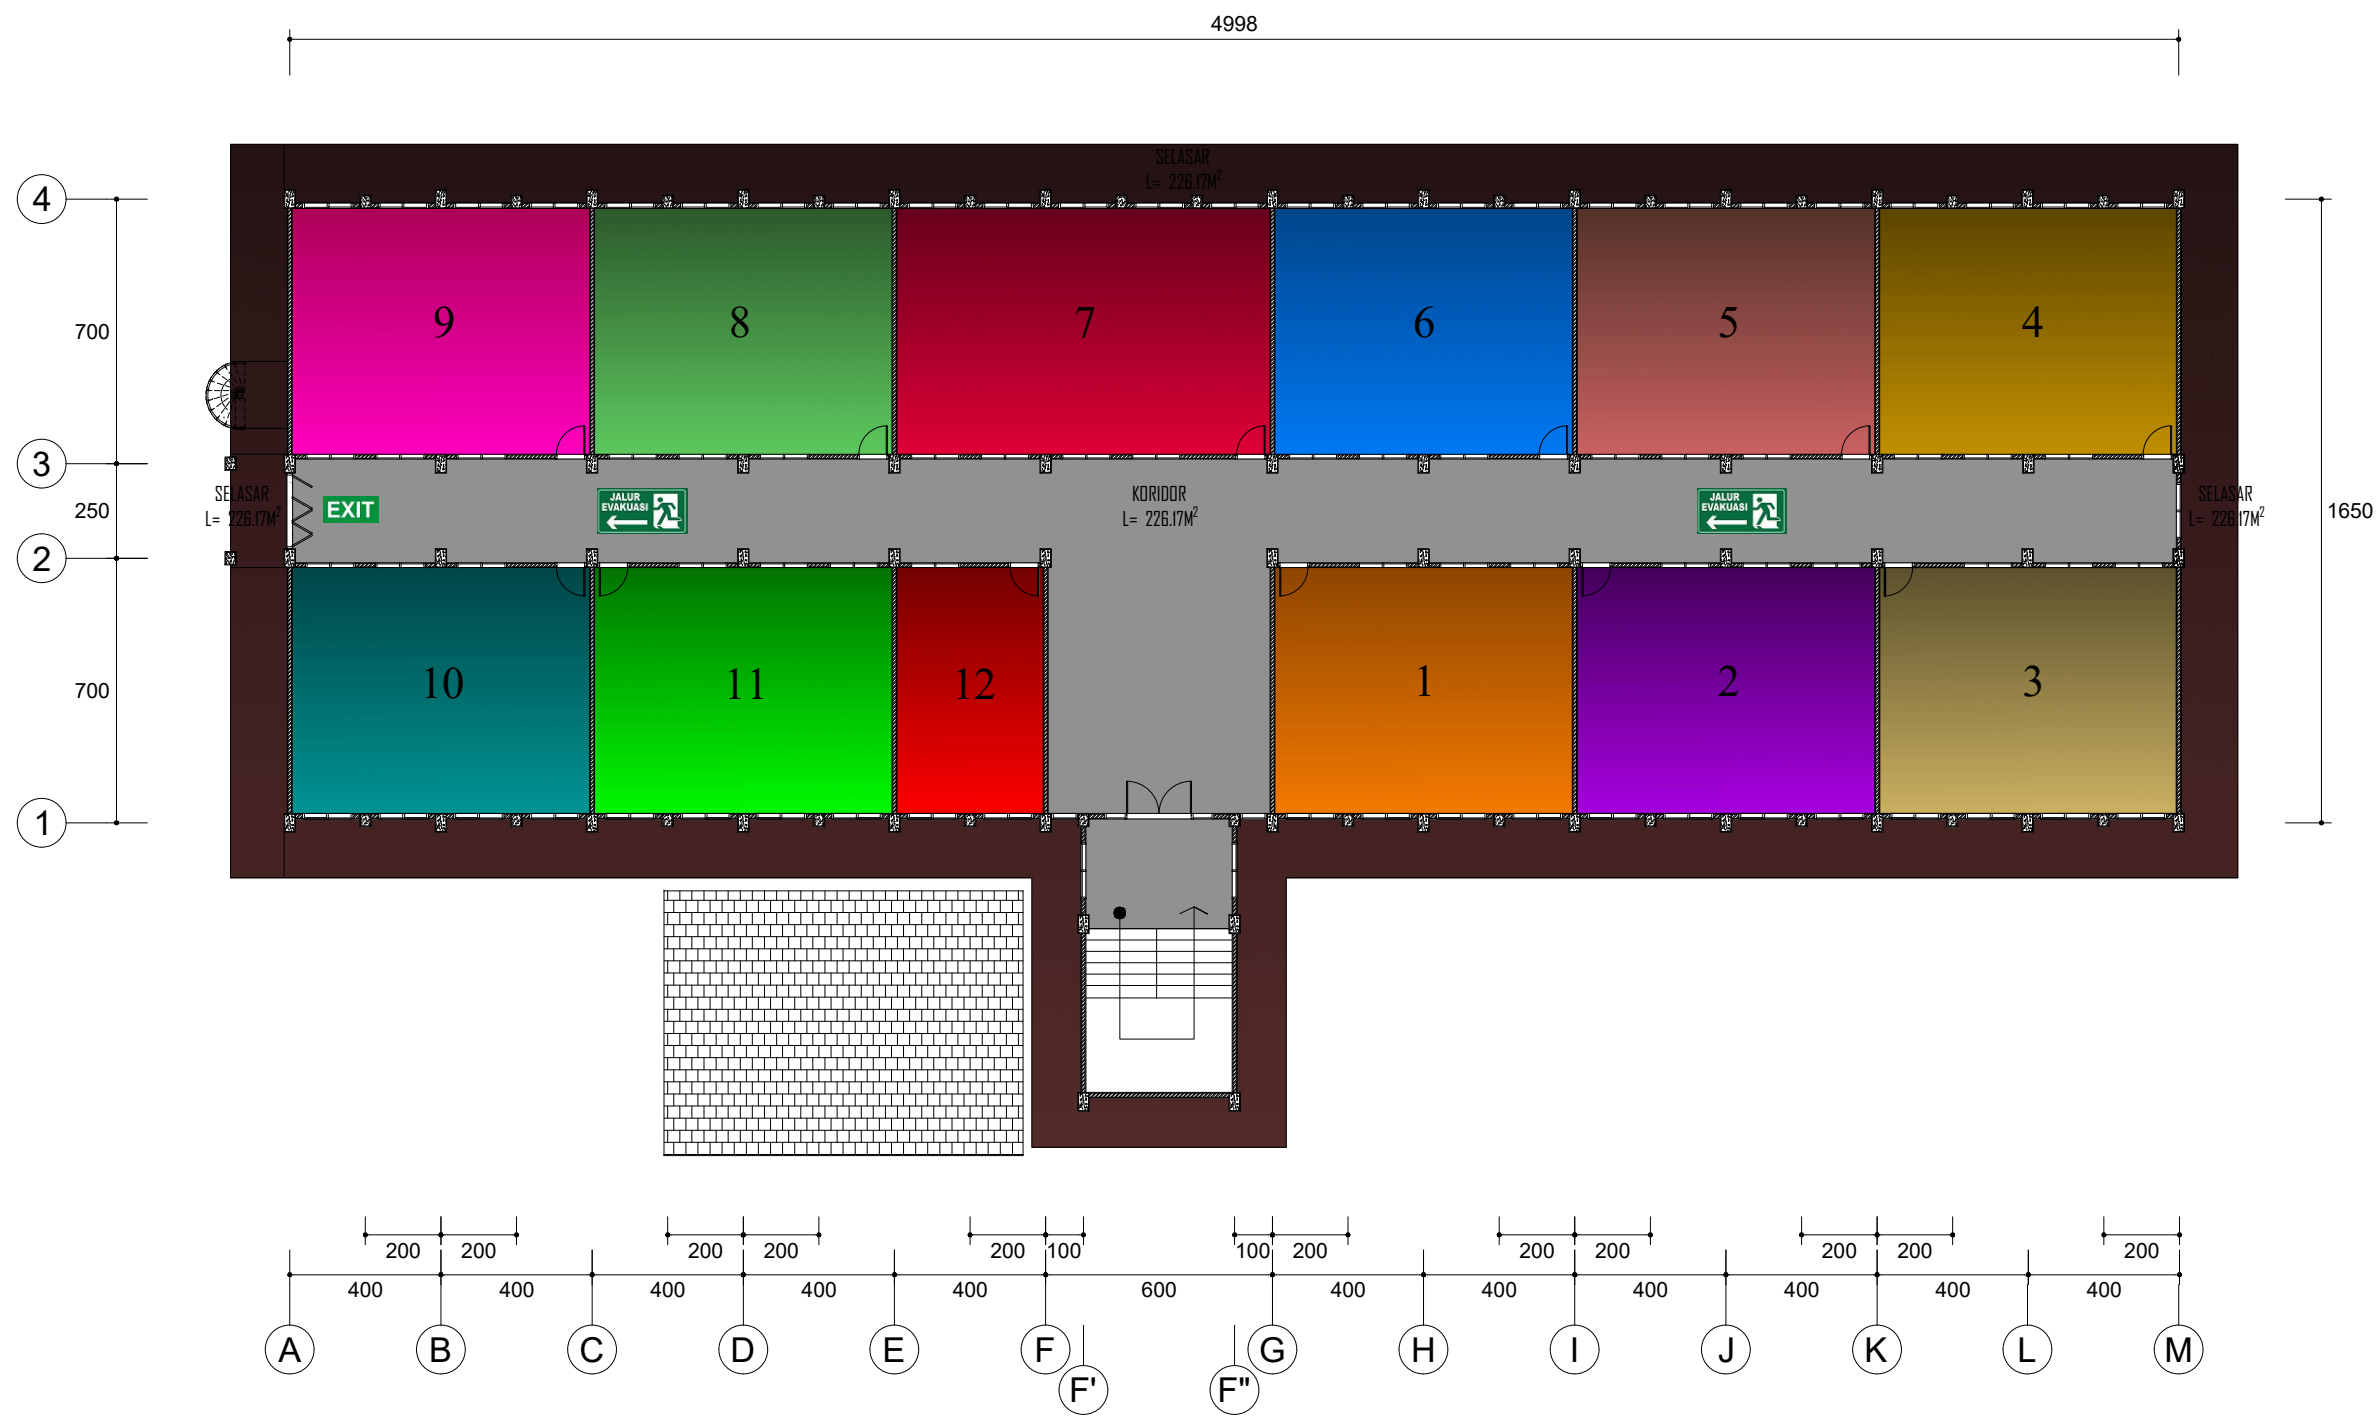 4998
SELASAR
L= 226.17M²
4
700
9
8
7
6
5
4
3
SELASAR
L= 226.17M²
250
EXIT
JALUR
EVAKUASI
KORIDOR
L= 226.17M²
JALUR
EVAKUASI
SELASAR
L= 226.17M²
1650
2
700
10
11
12
1
2
3
1
200
200
200
200
200
100
100
200
200
200
200
200
200
400
400
400
400
400
600
400
400
400
400
400
400
A
B
C
D
E
F
F'
F"
G
H
I
J
K
L
M